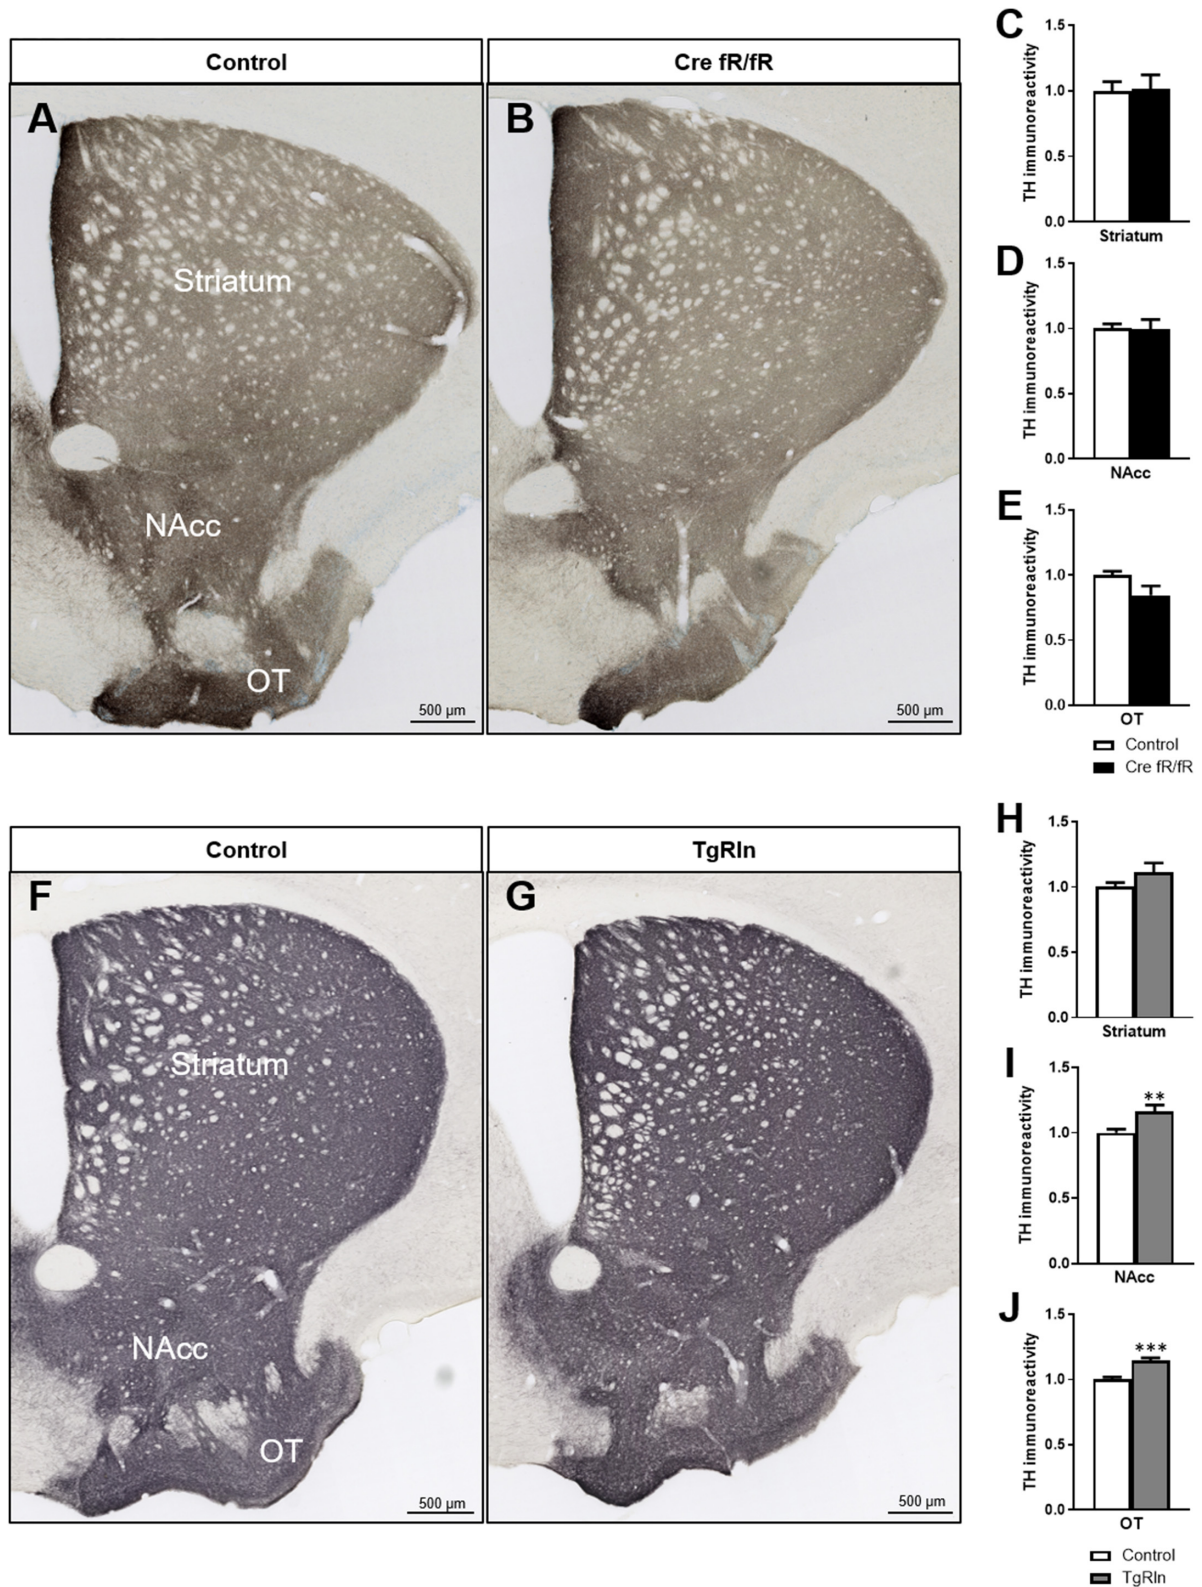 Control
Cre fR/fR
A
Striatum
NAcc
OT
500 µm
B
500 µm
C
TH immunoreactivity
1.5
1.0
0.5
0.0
Striatum
D
TH immunoreactivity
1.5
1.0
0.5
0.0
NAcc
E
TH immunoreactivity
1.5
1.0
0.5
0.0
OT
Control
Cre fR/fR
Control
TgRln
F
Striatum
NAcc
OT
500 µm
G
500 µm
H
TH immunoreactivity
1.5
1.0
0.5
0.0
Striatum
I
TH immunoreactivity
1.5
1.0
0.5
0.0
**
NAcc
J
TH immunoreactivity
1.5
1.0
0.5
0.0
***
OT
Control
TgRln